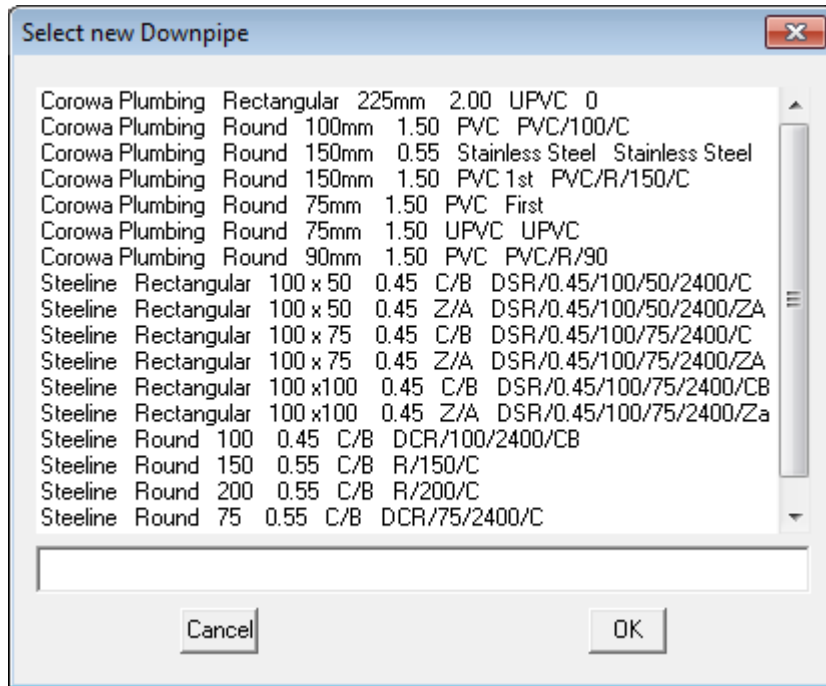 Select new Downpipe
Corowa Plumbing Rectangular 225mm 2.00 UPVC 0
Corowa Plumbing Round 100mm 1.50 PVC PVC/100/C
Corowa Plumbing Round 150mm 0.55 Stainless Steel Stainless Steel
Corowa Plumbing Round 150mm 1.50 PVC 1st PVC/R/150/C
Corowa Plumbing Round 75mm 1.50 PVC First
Corowa Plumbing Round 75mm 1.50 UPVC UPVC
Corowa Plumbing Round 90mm 1.50 PVC PVC/R/90
Steeline Rectangular 100 x 50 0.45 C/B DSR/0.45/100/50/2400/C
Steeline Rectangular 100 x 50 0.45 Z/A DSR/0.45/100/50/2400/ZA
Steeline Rectangular 100 x 75 0.45 C/B DSR/0.45/100/75/2400/C
Steeline Rectangular 100 x 75 0.45 Z/A DSR/0.45/100/75/2400/ZA
Steeline Rectangular 100 x100 0.45 C/B DSR/0.45/100/75/2400/CB
Steeline Rectangular 100 x100 0.45 Z/A DSR/0.45/100/75/2400/Za
Steeline Round 100 0.45 C/B DCR/100/2400/CB
Steeline Round 150 0.55 C/B R/150/C
Steeline Round 200 0.55 C/B R/200/C
Steeline Round 75 0.55 C/B DCR/75/2400/C
Cancel OK